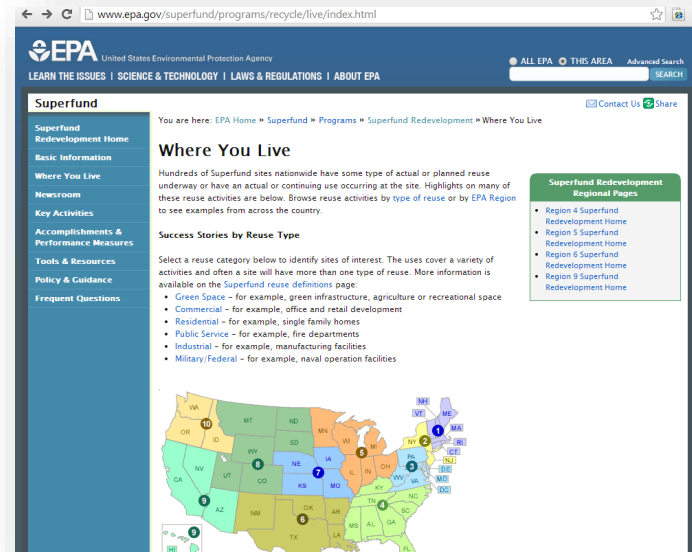 www.epa.gov/superfund/programs/recycle/live/index.html
EPA United States Environmental Protection Agency
ALL EPA THIS AREA Advanced Search
LEARN THE ISSUES | SCIENCE & TECHNOLOGY | LAWS & REGULATIONS | ABOUT EPA
SEARCH
Superfund
Contact Us Share
Superfund
Redevelopment Home
Basic Information
Where You Live
Newsroom
Key Activities
Accomplishments &
Performance Measures
Tools & Resources
Policy & Guidance
Frequent Questions
You are here: EPA Home » Superfund » Programs » Superfund Redevelopment » Where You Live
Where You Live
Hundreds of Superfund sites nationwide have some type of actual or planned reuse
underway or have an actual or continuing use occurring at the site. Highlights on many of
these reuse activities are below. Browse reuse activities by type of reuse or by EPA Region
to see examples from across the country.
Success Stories by Reuse Type
Select a reuse category below to identify sites of interest. The uses cover a variety of
activities and often a site will have more than one type of reuse. More information is
available on the Superfund reuse definitions page:
• Green Space – for example, green infrastructure, agriculture or recreational space
• Commercial – for example, office and retail development
• Residential – for example, single family homes
• Public Service – for example, fire departments
• Industrial – for example, manufacturing facilities
• Military/Federal – for example, naval operation facilities
Superfund Redevelopment
Regional Pages
• Region 4 Superfund
Redevelopment Home
• Region 5 Superfund
Redevelopment Home
• Region 6 Superfund
Redevelopment Home
• Region 9 Superfund
Redevelopment Home
WA
OR
10
ID
MT
ND
WY
SD
8
UT
CO
NV
CA
9
AZ
NM
MN
WI
MI
5
IL
IN
OH
NE
IA
7
KS
MO
OK
AR
6
TX
LA
NH
VT
ME
1
MA
RI
CT
NY
2
NJ
PA
3
DE
MD
DC
WV
VA
KY
TN
4
NC
SC
MS
AL
GA
FL
9
HI